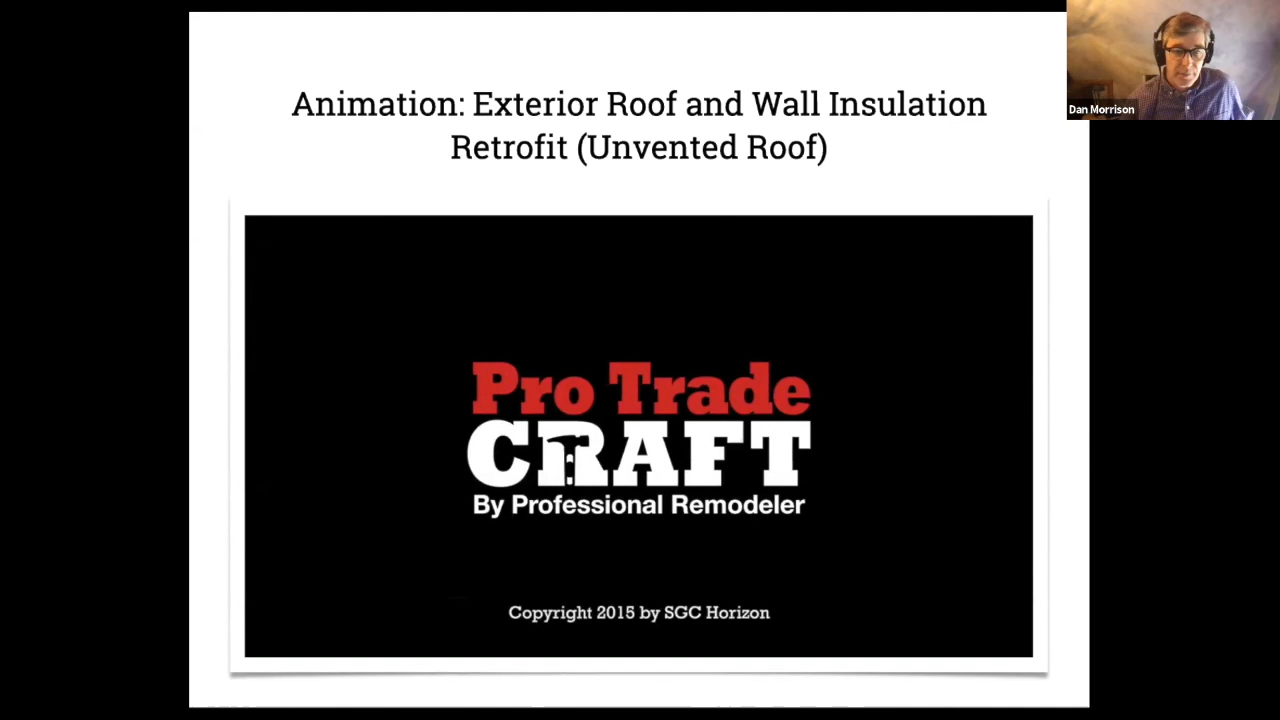 Animation: Exterior Roof and Wall Insulation
Retrofit (Unvented Roof)
Dan Morrison
Pro Trade
CRAFT
By Professional Remodeler
Copyright 2015 by SGC Horizon